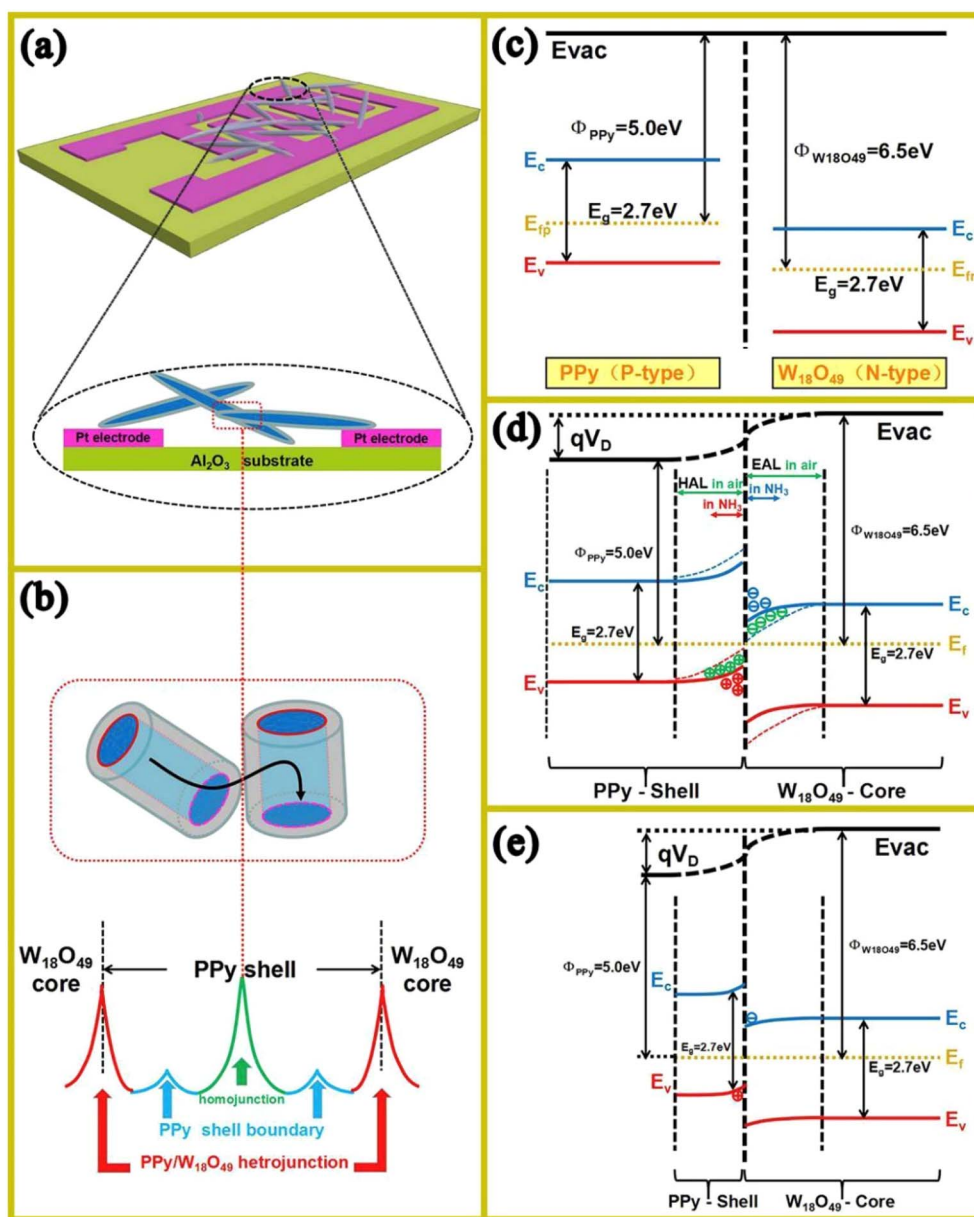 (a)
Pt electrode
Pt electrode
Al₂O₃ substrate
(b)
W₁₈O₄₉
core
PPy shell
W₁₈O₄₉
core
homojunction
PPy shell boundary
PPy/W₁₈O₄₉ hetrojunction
(c)
Evac
Φ PPy=5.0eV
Φ W18O49=6.5eV
Ec
Eg=2.7eV
Efp
Ev
Ec
Efn
Eg=2.7eV
Ev
PPy（P-type）
W₁₈O₄₉（N-type）
(d)
qVD
Evac
HAL in air
EAL in air
in NH₃
in NH₃
ΦPPy=5.0eV
ΦW18O49=6.5eV
Ec
Ec
Eg=2.7eV
Ef
Eg=2.7eV
Ev
Ev
PPy - Shell
W₁₈O₄₉ - Core
(e)
qVD
Evac
ΦPPy=5.0eV
ΦW18O49=6.5eV
Ec
Ec
Eg=2.7eV
Ef
Eg=2.7eV
Ev
Ev
PPy - Shell
W₁₈O₄₉ - Core